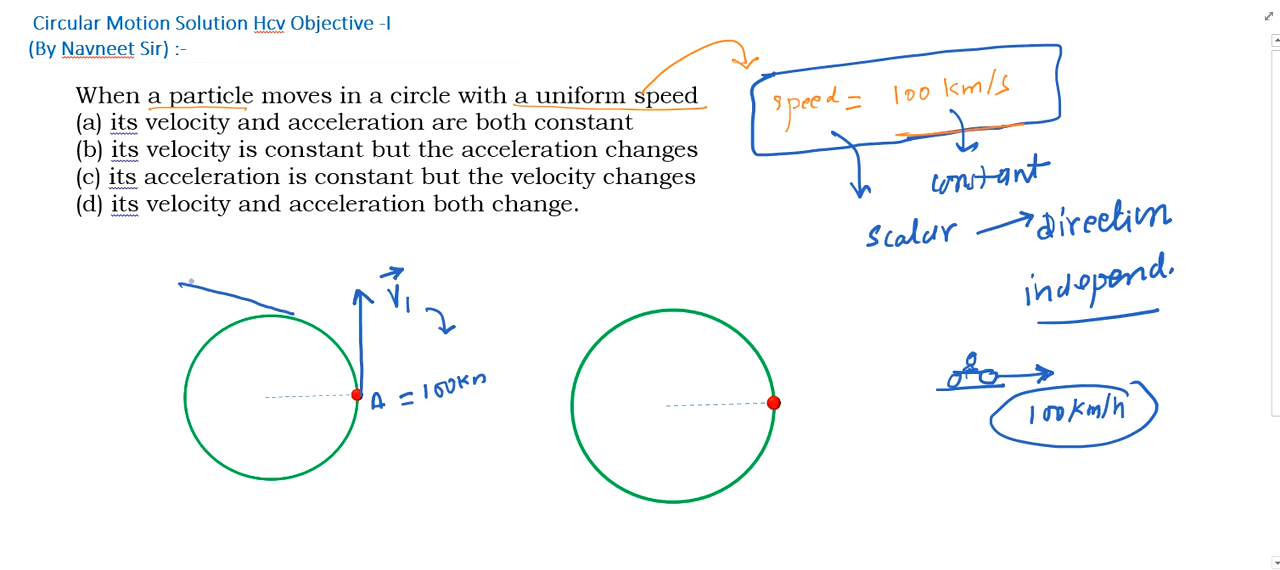 Circular Motion Solution Hcv Objective -I
(By Navneet Sir) :-
When a particle moves in a circle with a uniform speed
(a) its velocity and acceleration are both constant
(b) its velocity is constant but the acceleration changes
(c) its acceleration is constant but the velocity changes
(d) its velocity and acceleration both change.
speed = 100 km/s
constant
scalar → direction
independ.
V1
A = 100km
100km/h